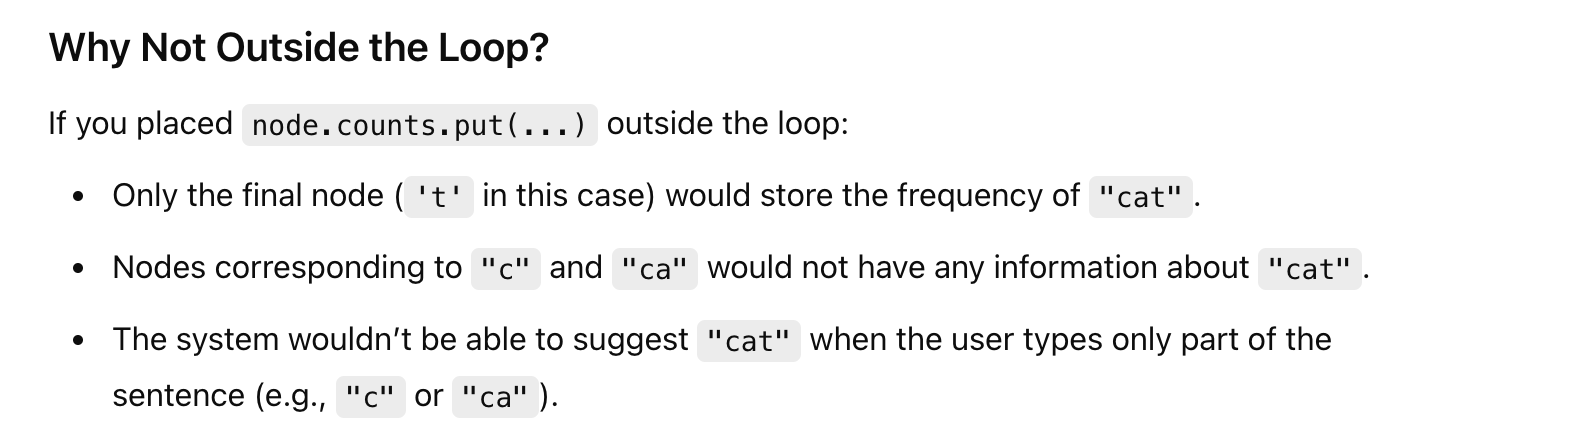 Why Not Outside the Loop?
If you placed node.counts.put(...) outside the loop:
• Only the final node ('t' in this case) would store the frequency of "cat".
• Nodes corresponding to "c" and "ca" would not have any information about "cat".
• The system wouldn’t be able to suggest "cat" when the user types only part of the
sentence (e.g., "c" or "ca").